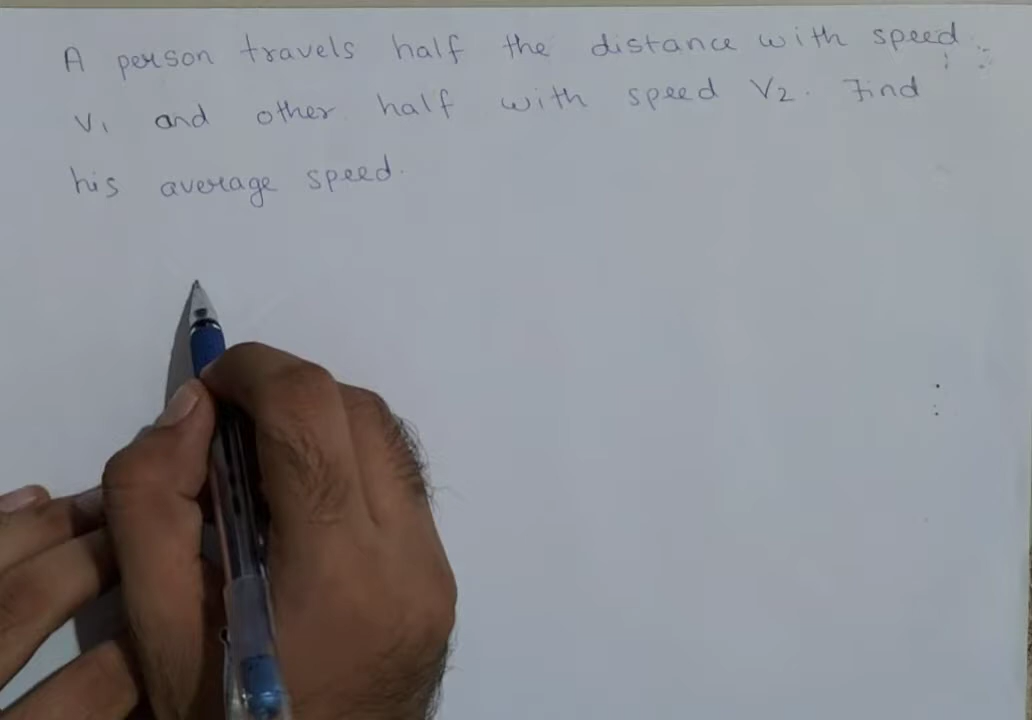 A person travels half the distance with speed
V1 and other half with speed V2. Find
his average speed.